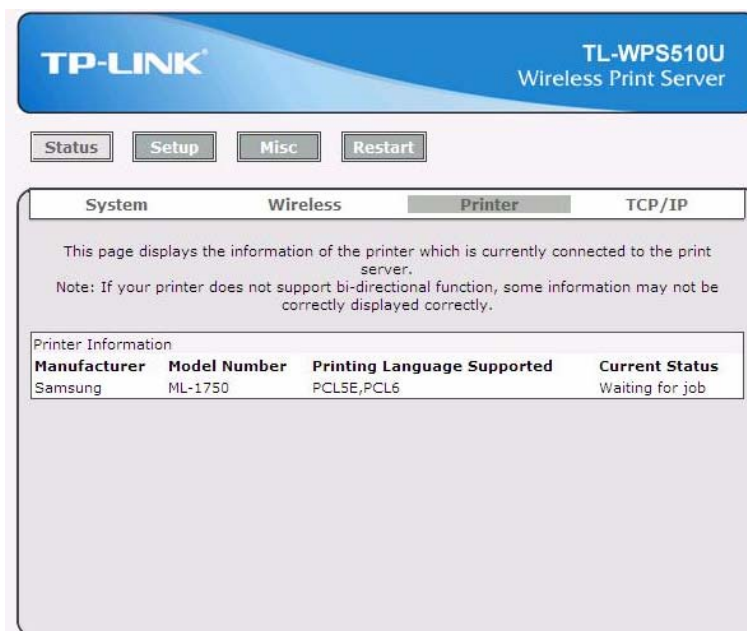 TP-LINK®
TL-WPS510U
Wireless Print Server
Status Setup Misc Restart
System Wireless Printer TCP/IP
This page displays the information of the printer which is currently connected to the print
server.
Note: If your printer does not support bi-directional function, some information may not be
correctly displayed correctly.
Printer Information
Manufacturer Model Number Printing Language Supported Current Status
Samsung ML-1750 PCL5E,PCL6 Waiting for job